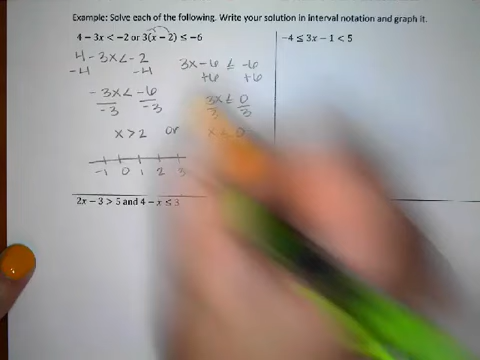 Example: Solve each of the following. Write your solution in interval notation and graph it.
4 − 3x < −2 or 3(x − 2) ≤ −6
−4 ≤ 3x − 1 < 5
4 - 3x < -2
-4 -4
-3x < -6
-3 -3
x > 2 or
3x - 6 ≤ -6
+6 +6
3x ≤ 0
3 3
-1 0 1 2 3
2x − 3 > 5 and 4 − x ≤ 3